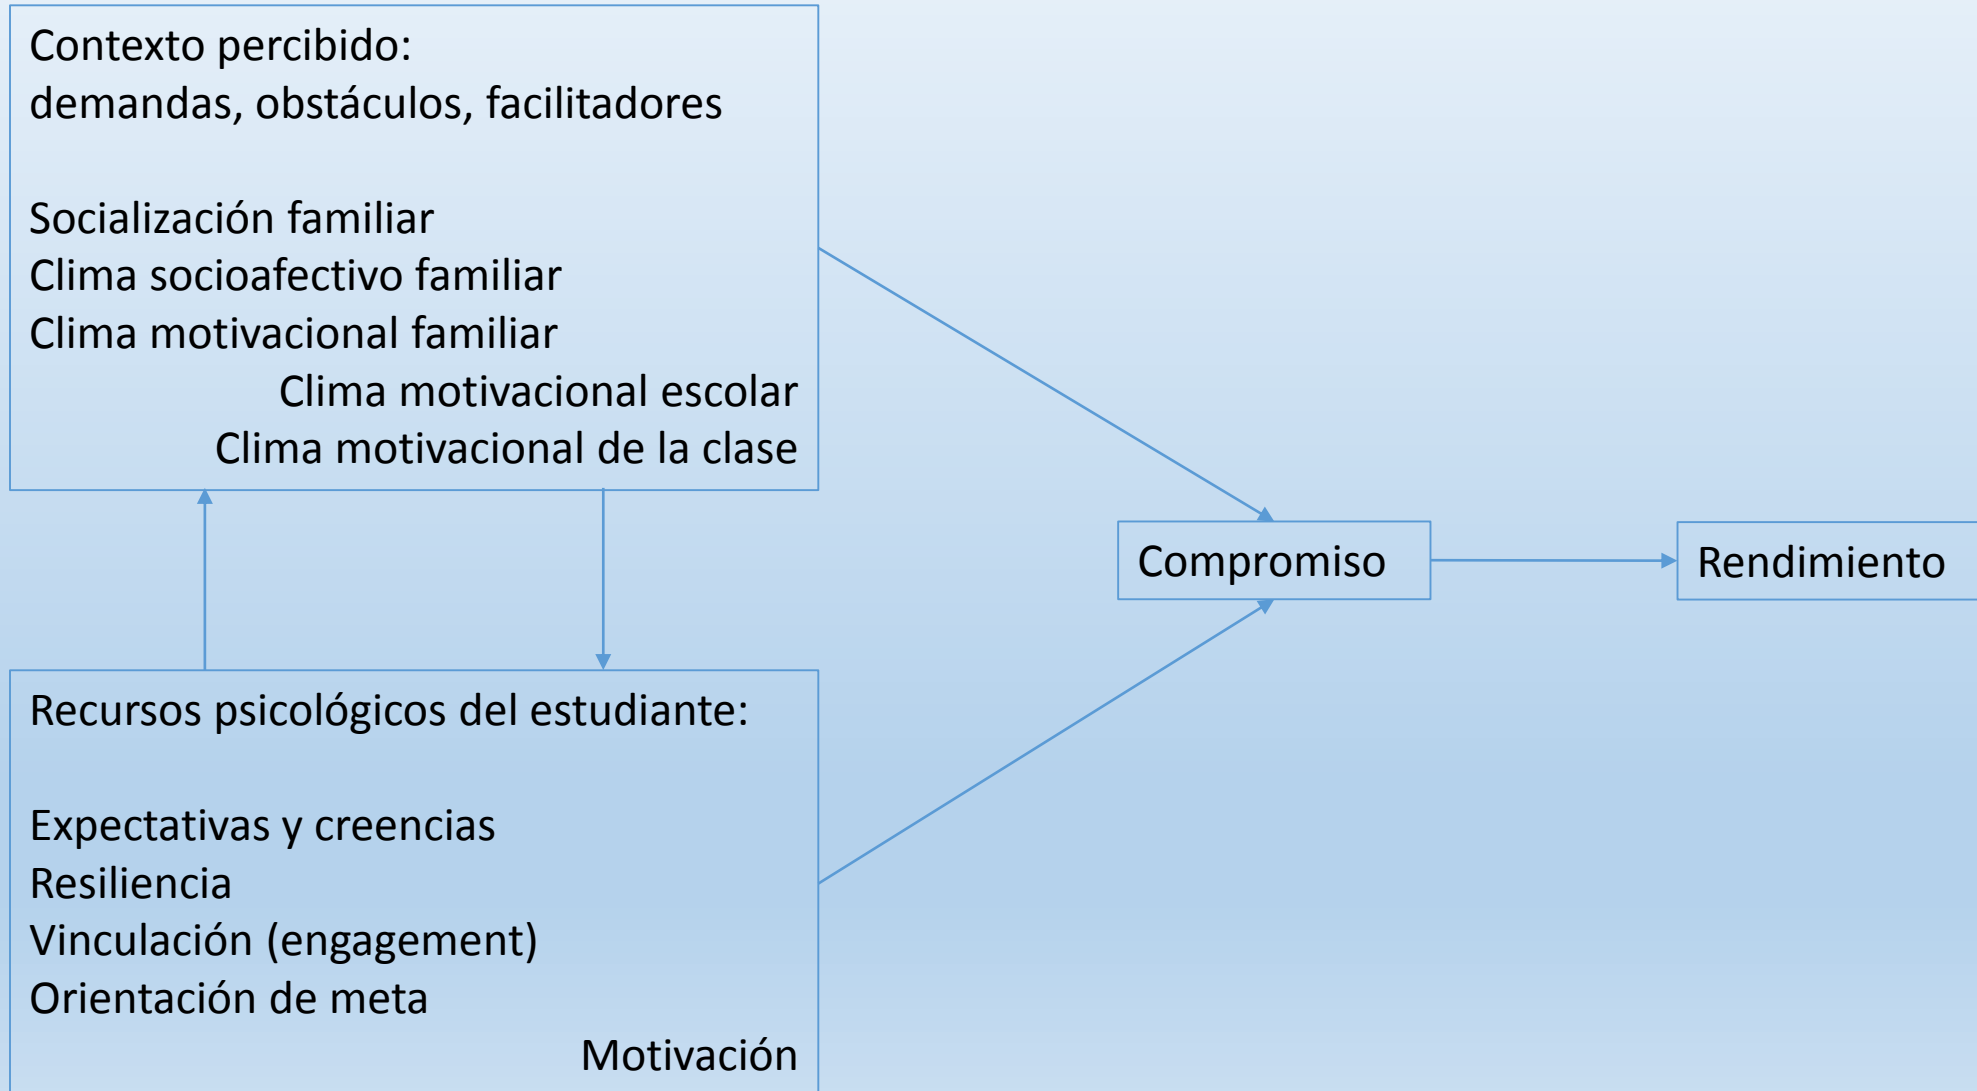 Contexto percibido:
demandas, obstáculos, facilitadores
Socialización familiar
Clima socioafectivo familiar
Clima motivacional familiar
Clima motivacional escolar
Clima motivacional de la clase
Compromiso
Rendimiento
Recursos psicológicos del estudiante:
Expectativas y creencias
Resiliencia
Vinculación (engagement)
Orientación de meta
Motivación